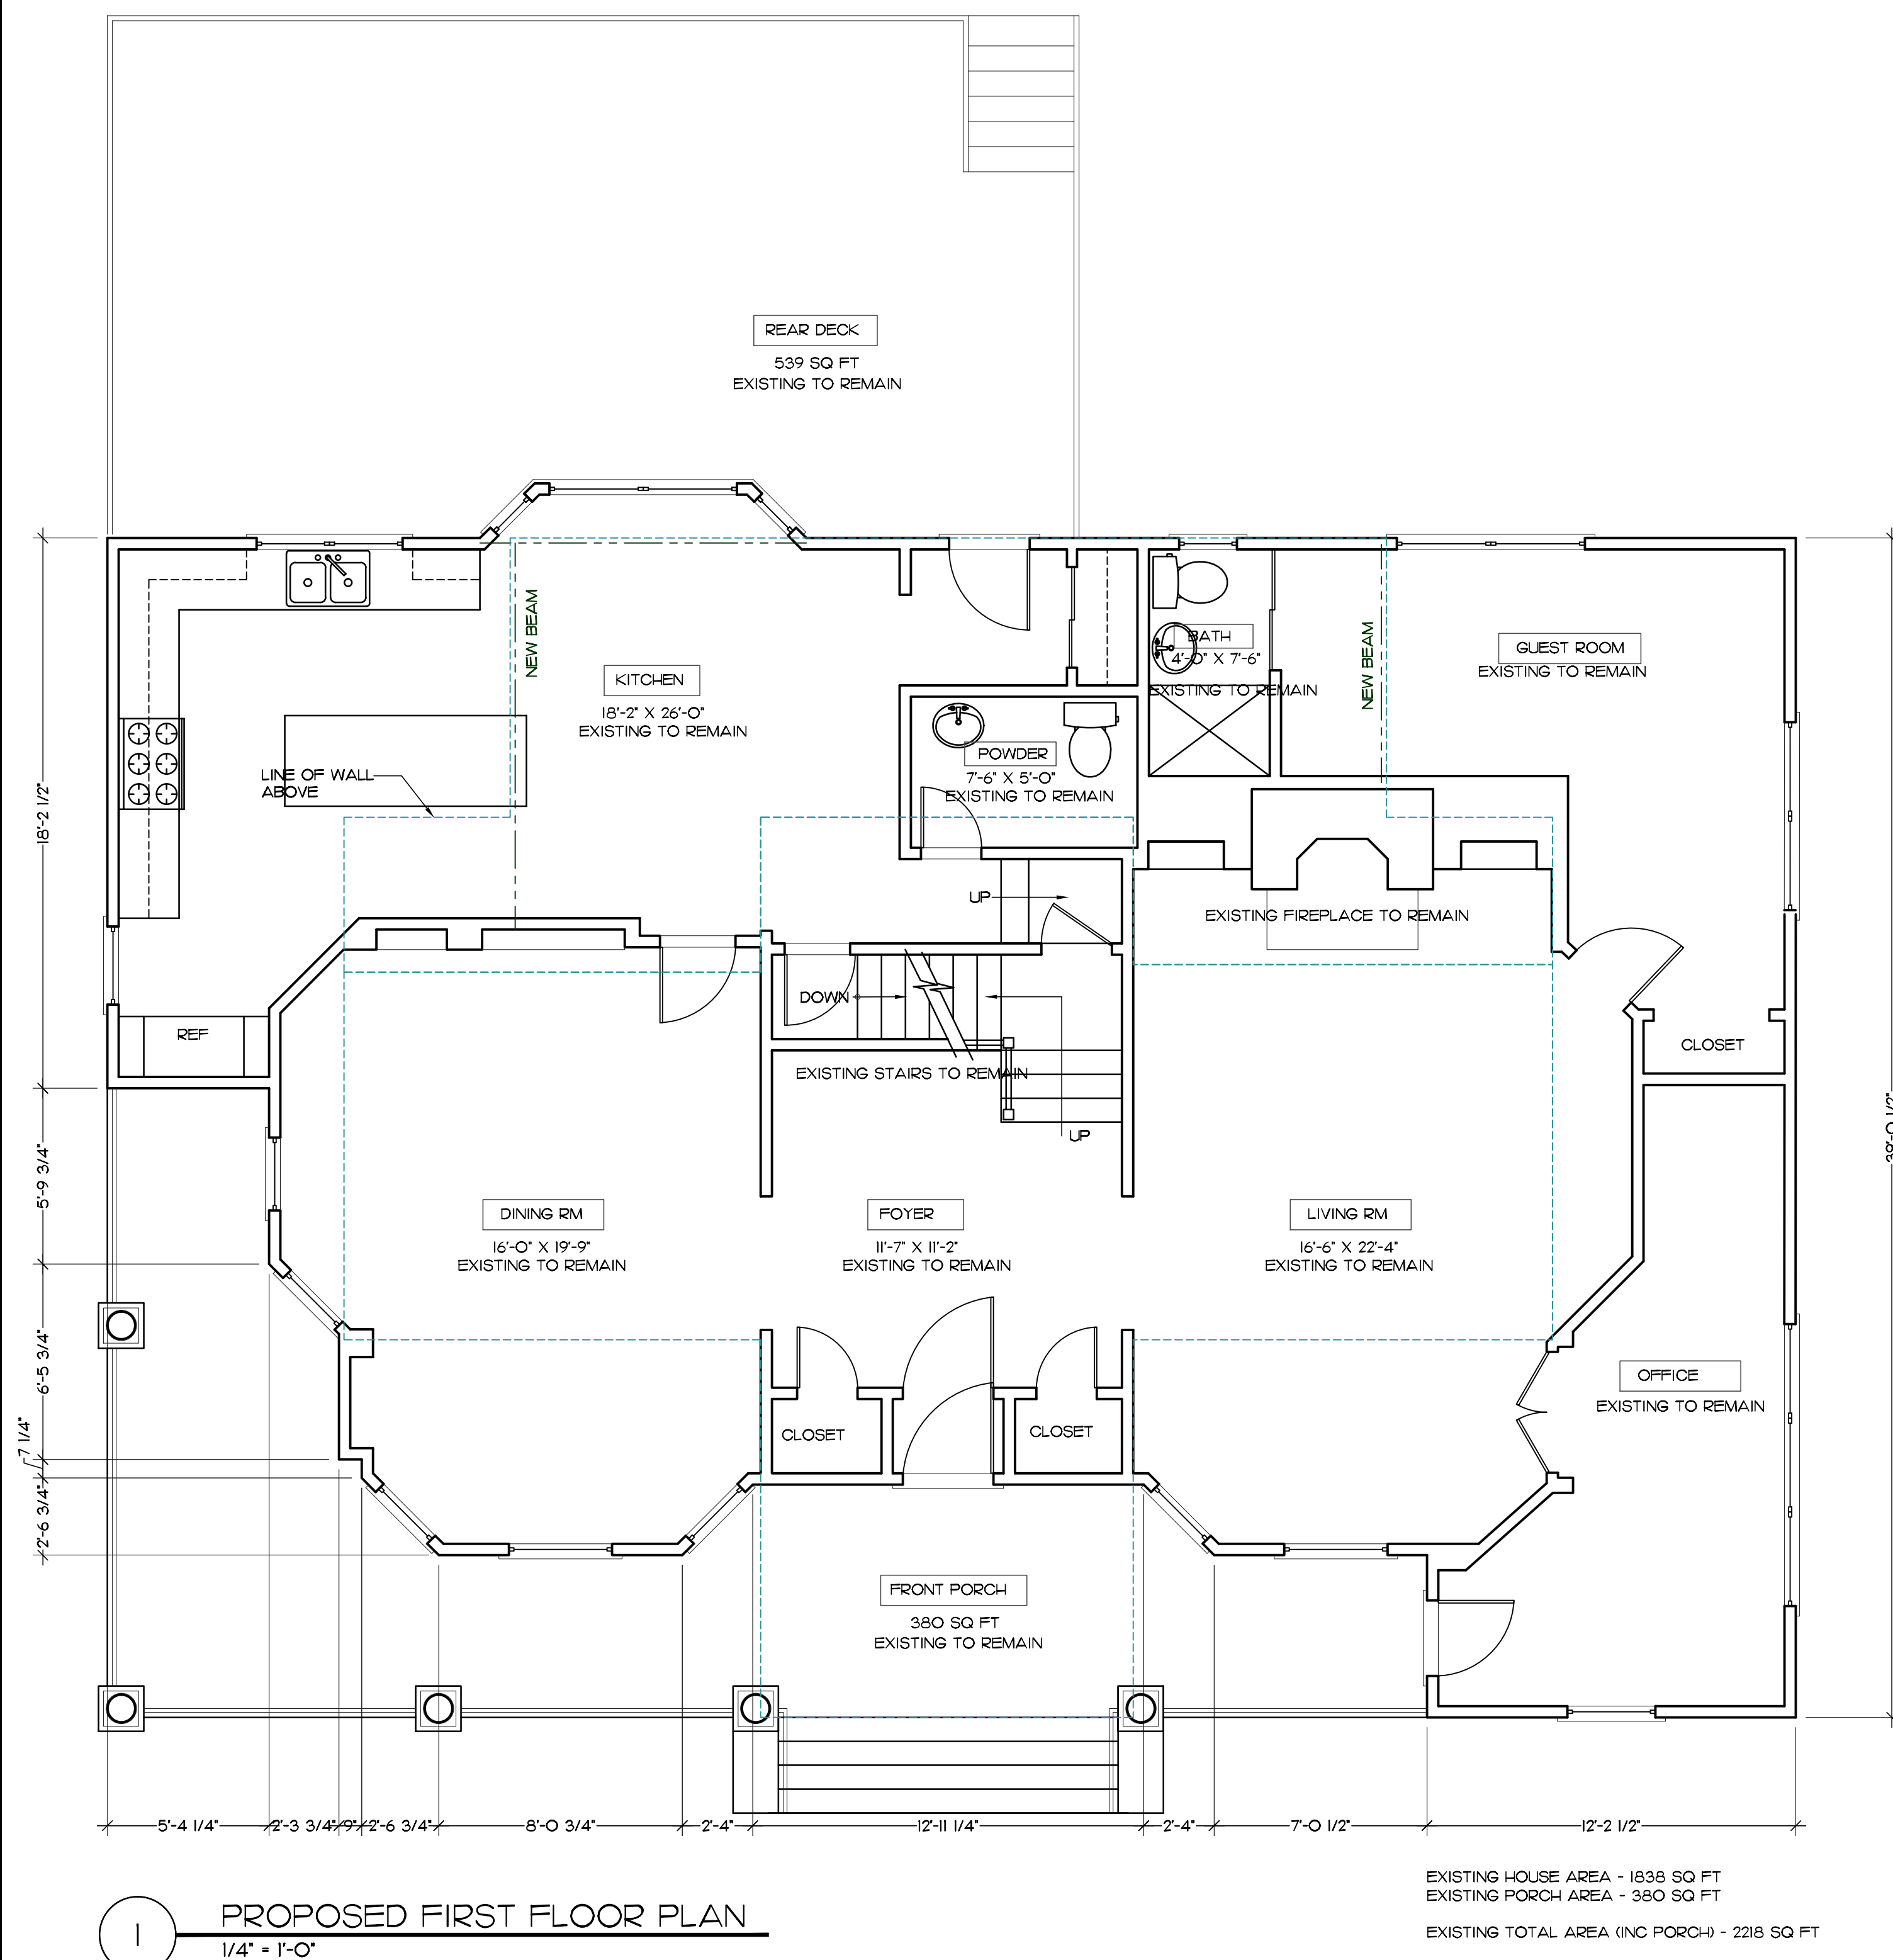 REAR DECK
539 SQ FT
EXISTING TO REMAIN
NEW BEAM
KITCHEN
18'-2" X 26'-0"
EXISTING TO REMAIN
LINE OF WALL
ABOVE
BATH
4'-0" X 7'-6"
EXISTING TO REMAIN
NEW BEAM
GUEST ROOM
EXISTING TO REMAIN
POWDER
7'-6" X 5'-0"
EXISTING TO REMAIN
18'-2 1/2"
UP
EXISTING FIREPLACE TO REMAIN
DOWN
REF
CLOSET
EXISTING STAIRS TO REMAIN
UP
39'-0 1/2"
5'-9 3/4"
DINING RM
16'-0" X 19'-9"
EXISTING TO REMAIN
FOYER
11'-7" X 11'-2"
EXISTING TO REMAIN
LIVING RM
16'-6" X 22'-4"
EXISTING TO REMAIN
6'-5 3/4"
OFFICE
EXISTING TO REMAIN
CLOSET
CLOSET
7 1/4"
2'-6 3/4"
FRONT PORCH
380 SQ FT
EXISTING TO REMAIN
5'-4 1/4"
2'-3 3/4"
9"
2'-6 3/4"
8'-0 3/4"
2'-4"
12'-11 1/4"
2'-4"
7'-0 1/2"
12'-2 1/2"
EXISTING HOUSE AREA - 1838 SQ FT
EXISTING PORCH AREA - 380 SQ FT
EXISTING TOTAL AREA (INC PORCH) - 2218 SQ FT
1
PROPOSED FIRST FLOOR PLAN
1/4" = 1'-0"